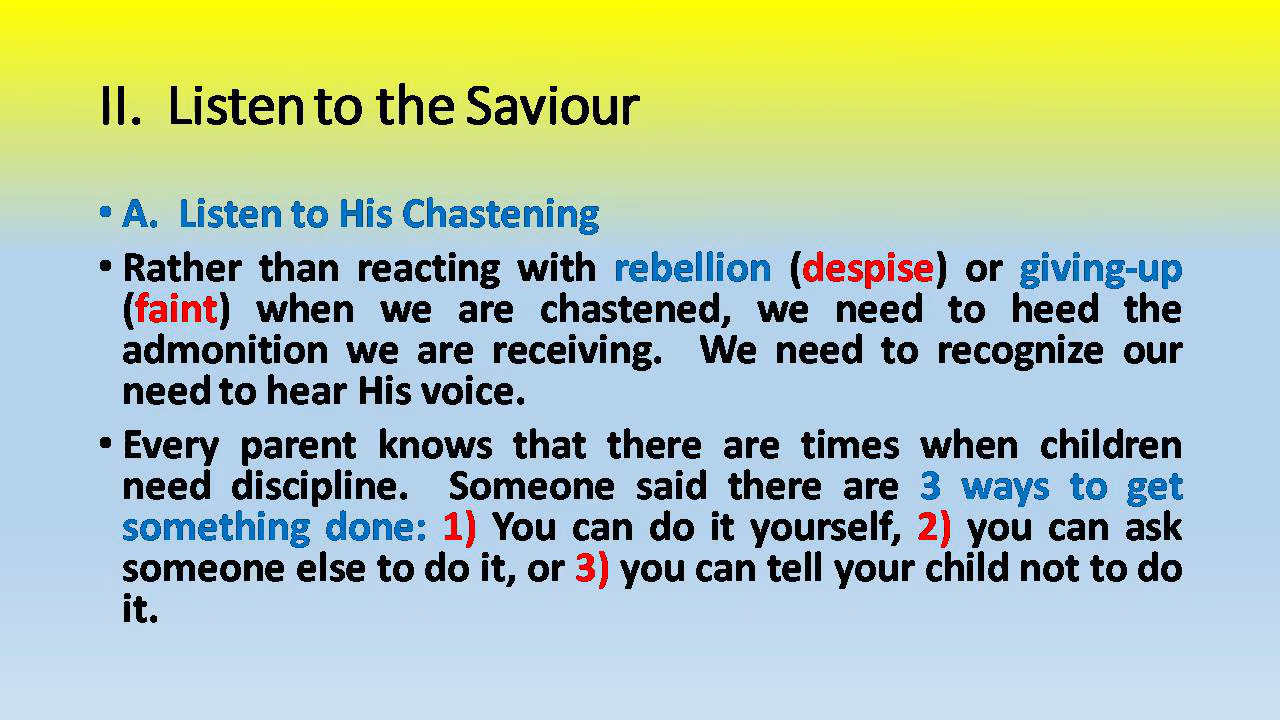 II.  Listen to the Saviour
• A.  Listen to His Chastening
• Rather than reacting with rebellion (despise) or giving-up
(faint) when we are chastened, we need to heed the
admonition we are receiving.  We need to recognize our
need to hear His voice.
• Every parent knows that there are times when children
need discipline.  Someone said there are 3 ways to get
something done: 1) You can do it yourself, 2) you can ask
someone else to do it, or 3) you can tell your child not to do
it.